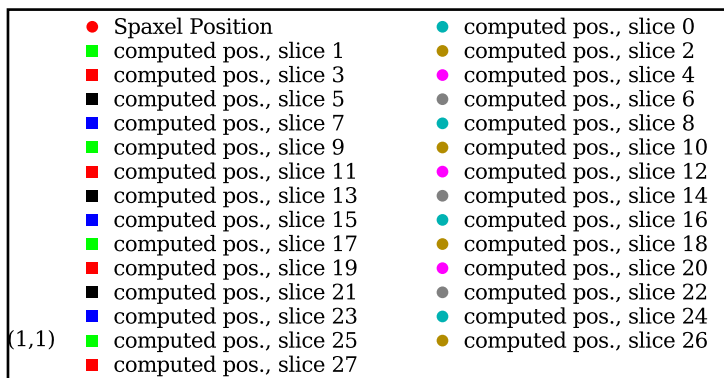 Spaxel Position
computed pos., slice 1
computed pos., slice 3
computed pos., slice 5
computed pos., slice 7
computed pos., slice 9
computed pos., slice 11
computed pos., slice 13
computed pos., slice 15
computed pos., slice 17
computed pos., slice 19
computed pos., slice 21
computed pos., slice 23
(1,1)
computed pos., slice 25
computed pos., slice 27
computed pos., slice 0
computed pos., slice 2
computed pos., slice 4
computed pos., slice 6
computed pos., slice 8
computed pos., slice 10
computed pos., slice 12
computed pos., slice 14
computed pos., slice 16
computed pos., slice 18
computed pos., slice 20
computed pos., slice 22
computed pos., slice 24
computed pos., slice 26